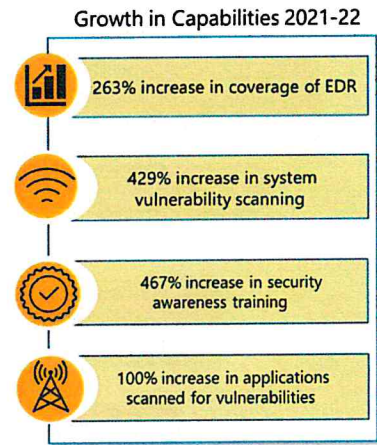 Growth in Capabilities 2021-22
263% increase in coverage of EDR
429% increase in system
vulnerability scanning
467% increase in security
awareness training
100% increase in applications
scanned for vulnerabilities